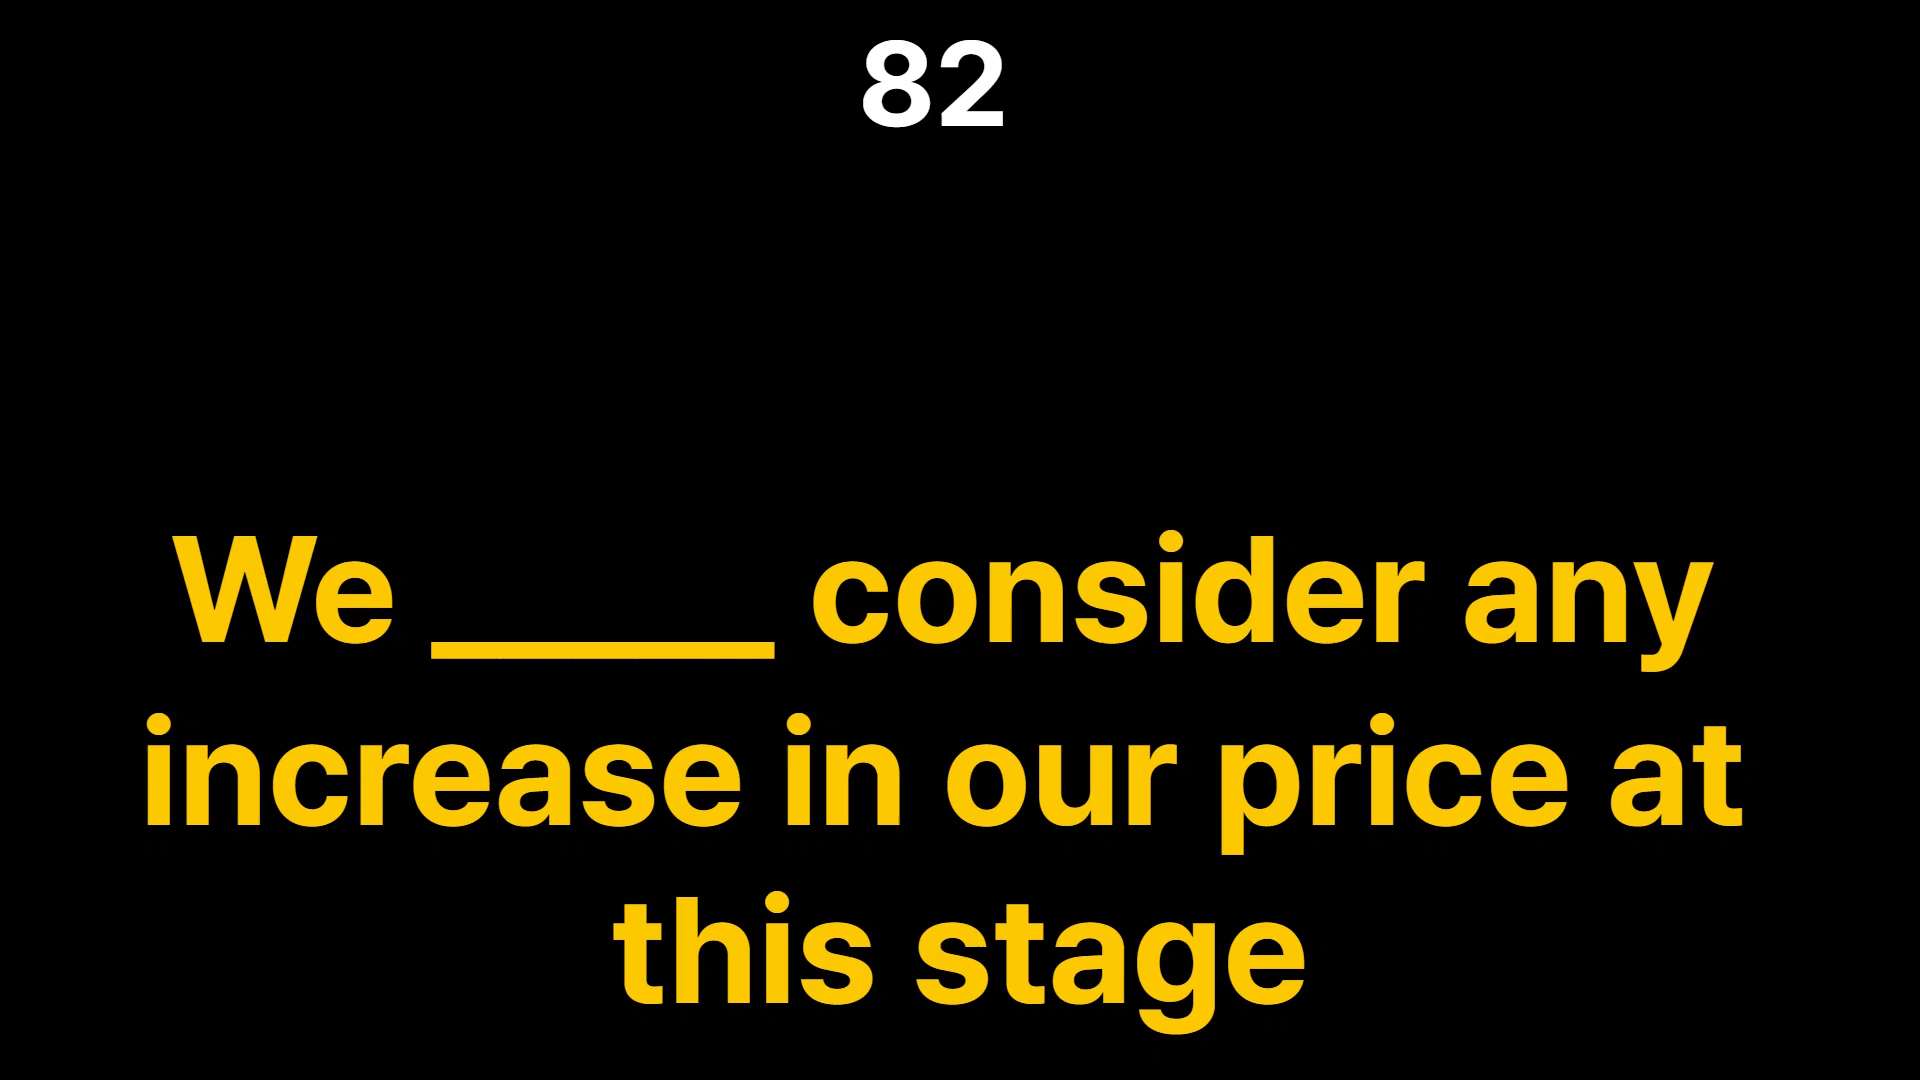 82
We _____ consider any
increase in our price at
this stage